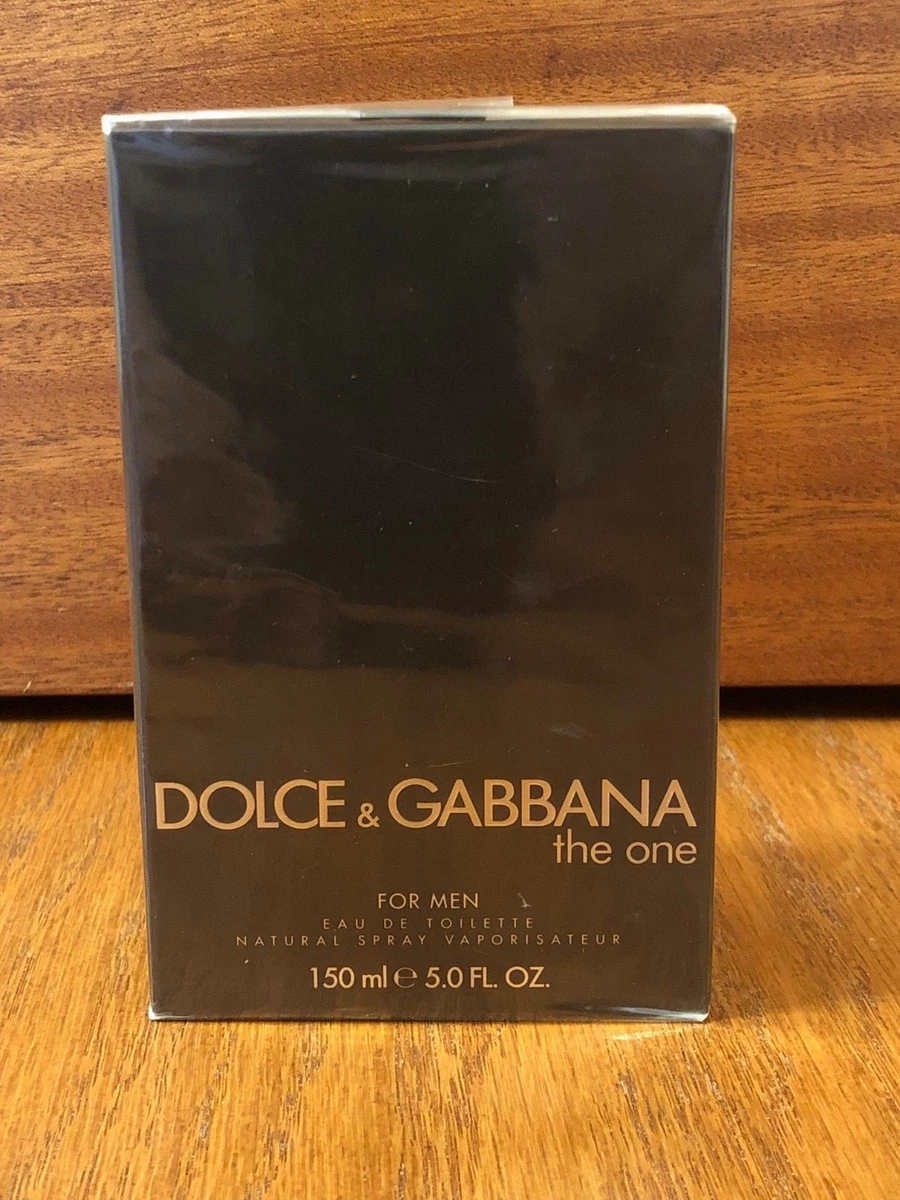 DOLCE & GABBANA
the one
FOR MEN
EAU DE TOILETTE
NATURAL SPRAY VAPORISATEUR
150 ml ℮ 5.0 FL. OZ.